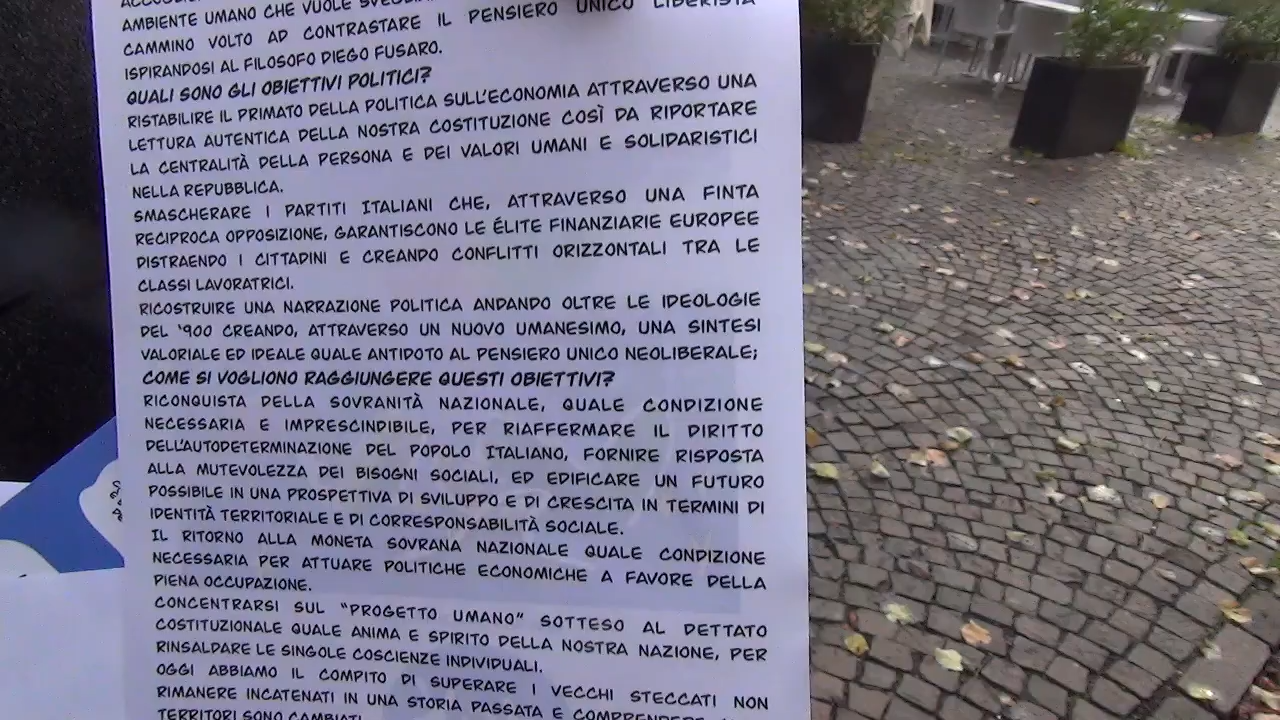 AMBIENTE UMANO CHE VUOLE
CAMMINO VOLTO AD CONTRASTARE IL PENSIERO UNICO LIBERISTA
ISPIRANDOSI AL FILOSOFO DIEGO FUSARO.
QUALI SONO GLI OBIETTIVI POLITICI?
RISTABILIRE IL PRIMATO DELLA POLITICA SULL'ECONOMIA ATTRAVERSO UNA
LETTURA AUTENTICA DELLA NOSTRA COSTITUZIONE COSÌ DA RIPORTARE
LA CENTRALITÀ DELLA PERSONA E DEI VALORI UMANI E SOLIDARISTICI
NELLA REPUBBLICA.
SMASCHERARE I PARTITI ITALIANI CHE, ATTRAVERSO UNA FINTA
RECIPROCA OPPOSIZIONE, GARANTISCONO LE ÉLITE FINANZIARIE EUROPEE
DISTRAENDO I CITTADINI E CREANDO CONFLITTI ORIZZONTALI TRA LE
CLASSI LAVORATRICI.
RICOSTRUIRE UNA NARRAZIONE POLITICA ANDANDO OLTRE LE IDEOLOGIE
DEL '900 CREANDO, ATTRAVERSO UN NUOVO UMANESIMO, UNA SINTESI
VALORIALE ED IDEALE QUALE ANTIDOTO AL PENSIERO UNICO NEOLIBERALE;
COME SI VOGLIONO RAGGIUNGERE QUESTI OBIETTIVI?
RICONQUISTA DELLA SOVRANITÀ NAZIONALE, QUALE CONDIZIONE
NECESSARIA E IMPRESCINDIBILE, PER RIAFFERMARE IL DIRITTO
DELL'AUTODETERMINAZIONE DEL POPOLO ITALIANO, FORNIRE RISPOSTA
ALLA MUTEVOLEZZA DEI BISOGNI SOCIALI, ED EDIFICARE UN FUTURO
POSSIBILE IN UNA PROSPETTIVA DI SVILUPPO E DI CRESCITA IN TERMINI DI
IDENTITÀ TERRITORIALE E DI CORRESPONSABILITÀ SOCIALE.
IL RITORNO ALLA MONETA SOVRANA NAZIONALE QUALE CONDIZIONE
NECESSARIA PER ATTUARE POLITICHE ECONOMICHE A FAVORE DELLA
PIENA OCCUPAZIONE.
CONCENTRARSI SUL "PROGETTO UMANO" SOTTESO AL DETTATO
COSTITUZIONALE QUALE ANIMA E SPIRITO DELLA NOSTRA NAZIONE, PER
RINSALDARE LE SINGOLE COSCIENZE INDIVIDUALI.
OGGI ABBIAMO IL COMPITO DI SUPERARE I VECCHI STECCATI NON
RIMANERE INCATENATI IN UNA STORIA PASSATA E COMPRENDERE
TERRITORI SONO CAMBIATI